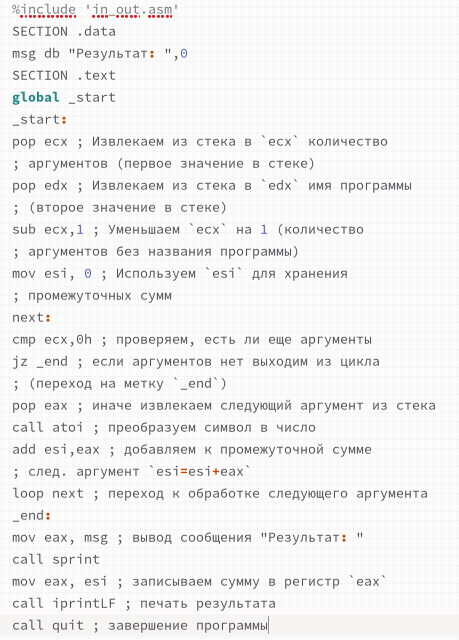 %include 'in_out.asm'
SECTION .data
msg db "Результат: ",0
SECTION .text
global _start
_start:
pop ecx ; Извлекаем из стека в `ecx` количество
; аргументов (первое значение в стеке)
pop edx ; Извлекаем из стека в `edx` имя программы
; (второе значение в стеке)
sub ecx,1 ; Уменьшаем `ecx` на 1 (количество
; аргументов без названия программы)
mov esi, 0 ; Используем `esi` для хранения
; промежуточных сумм
next:
cmp ecx,0h ; проверяем, есть ли еще аргументы
jz _end ; если аргументов нет выходим из цикла
; (переход на метку `_end`)
pop eax ; иначе извлекаем следующий аргумент из стека
call atoi ; преобразуем символ в число
add esi,eax ; добавляем к промежуточной сумме
; след. аргумент `esi=esi+eax`
loop next ; переход к обработке следующего аргумента
_end:
mov eax, msg ; вывод сообщения "Результат: "
call sprint
mov eax, esi ; записываем сумму в регистр `eax`
call iprintLF ; печать результата
call quit ; завершение программы